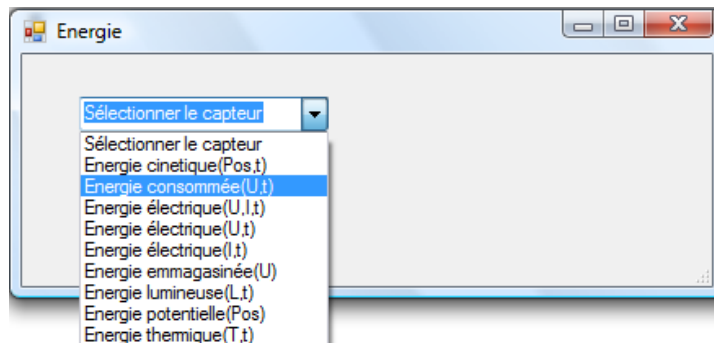 Energie
Sélectionner le capteur
Sélectionner le capteur
Energie cinetique(Pos,t)
Energie consommée(U,t)
Energie électrique(U,I,t)
Energie électrique(U,t)
Energie électrique(I,t)
Energie emmagasinée(U)
Energie lumineuse(L,t)
Energie potentielle(Pos)
Energie thermique(T,t)